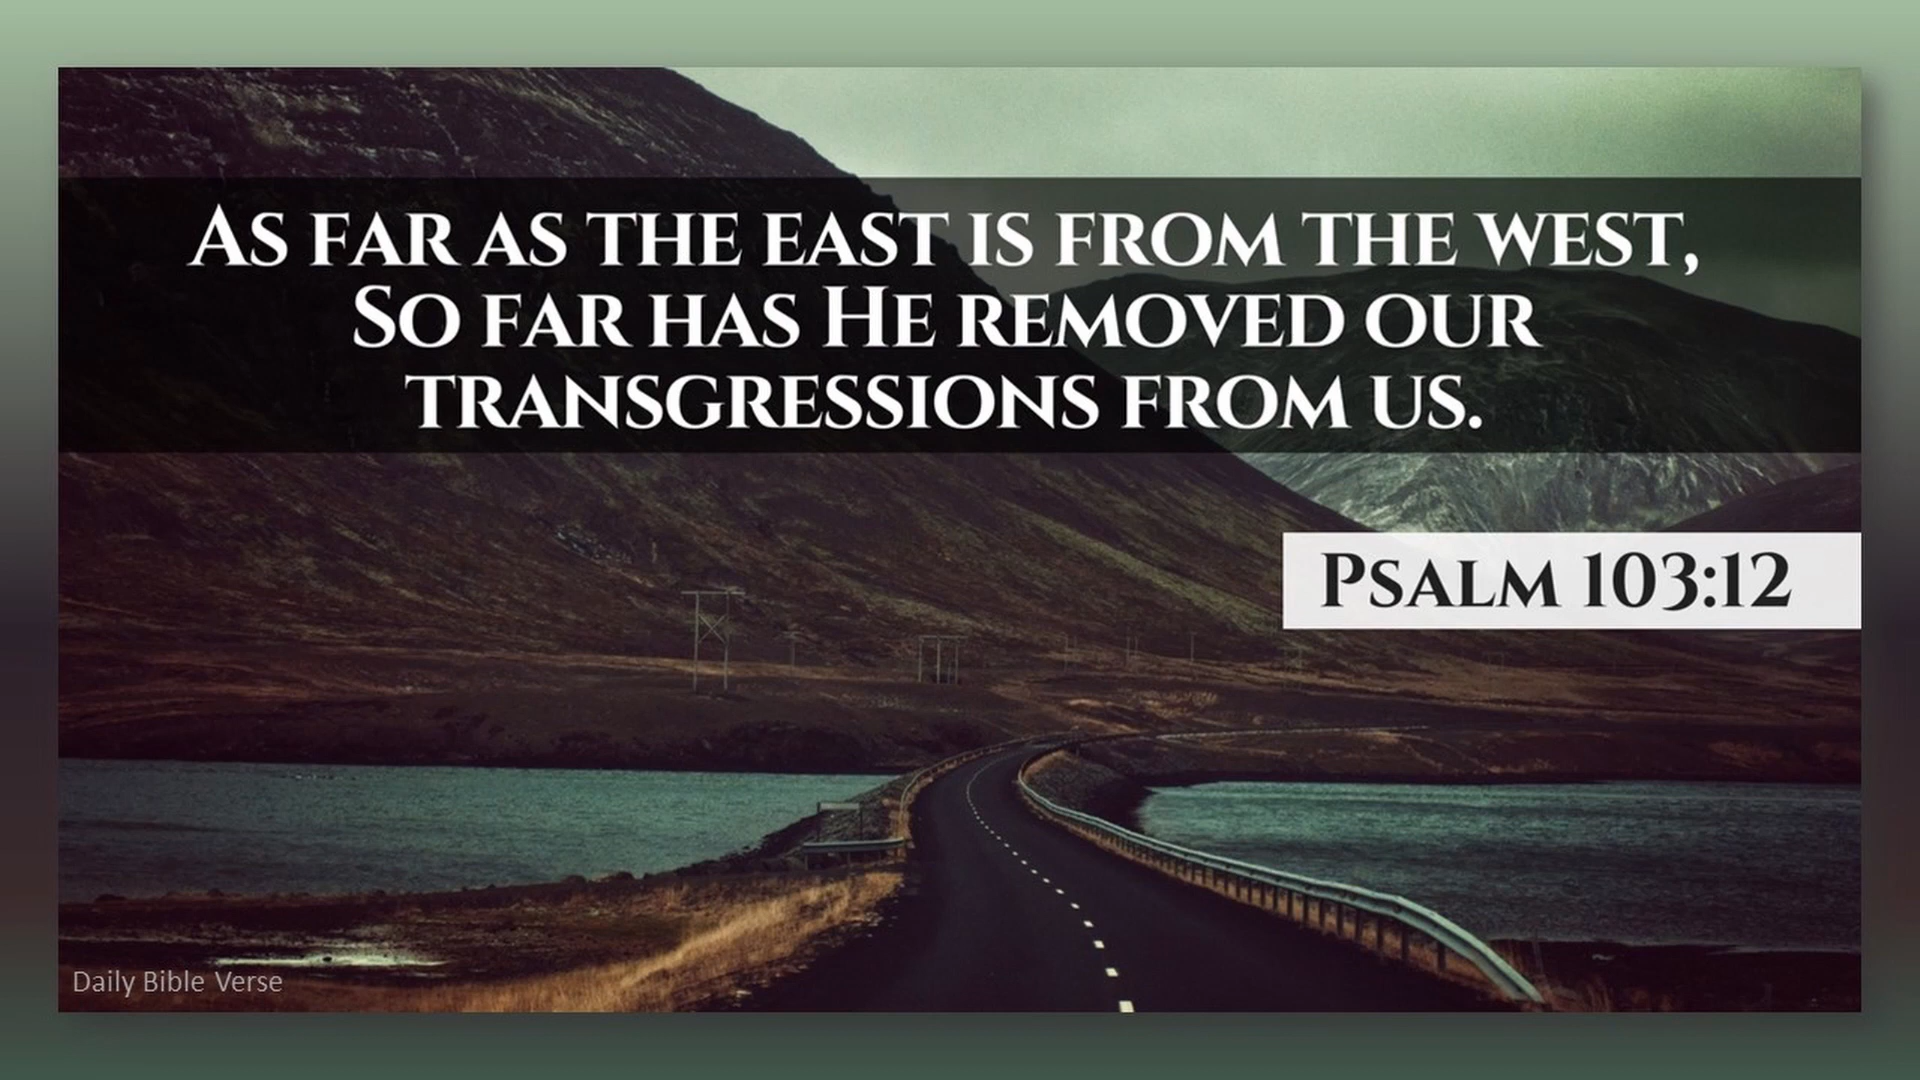 As far as the east is from the west,
So far has He removed our
transgressions from us.
Psalm 103:12
Daily Bible Verse